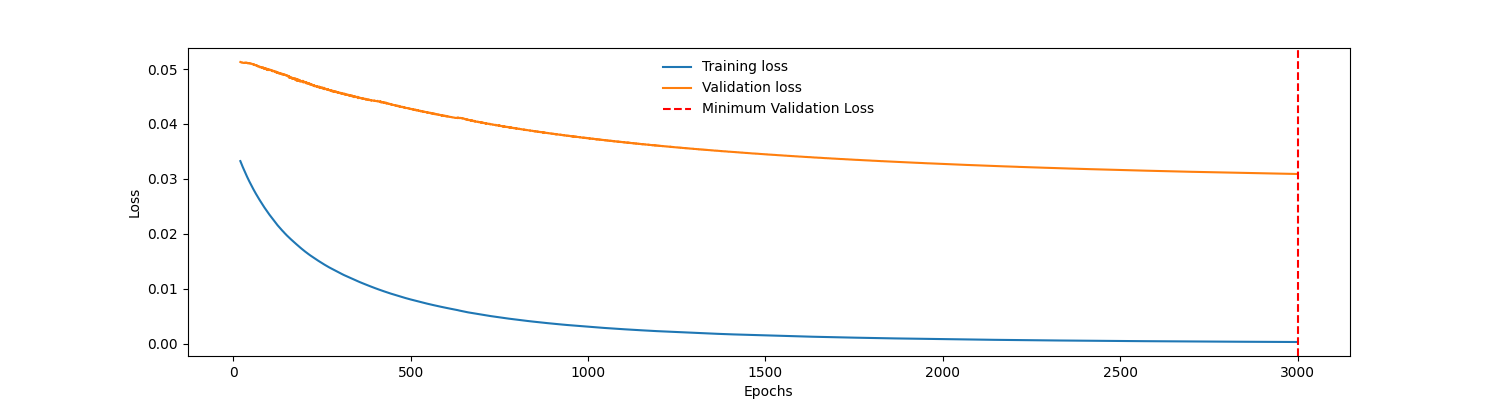 Training loss
Validation loss
Minimum Validation Loss
0.05
0.04
0.03
0.02
0.01
0.00
Loss
0 500 1000 1500 2000 2500 3000
Epochs